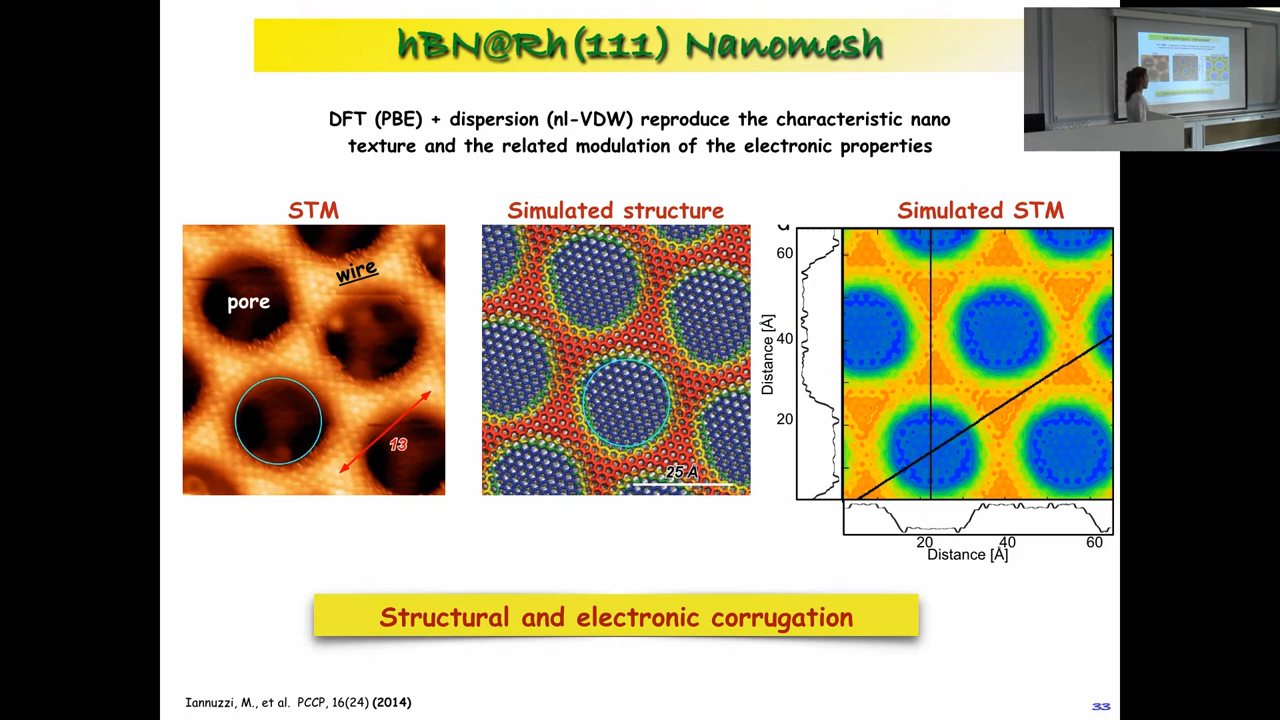 hBN@Rh(111) Nanomesh
DFT (PBE) + dispersion (nl-VDW) reproduce the characteristic nano
texture and the related modulation of the electronic properties
STM
Simulated structure
Simulated STM
wire
pore
13
25 A
60
40
20
Distance [Å]
20
40
60
Distance [Å]
Structural and electronic corrugation
Iannuzzi, M., et al. PCCP, 16(24) (2014)
33